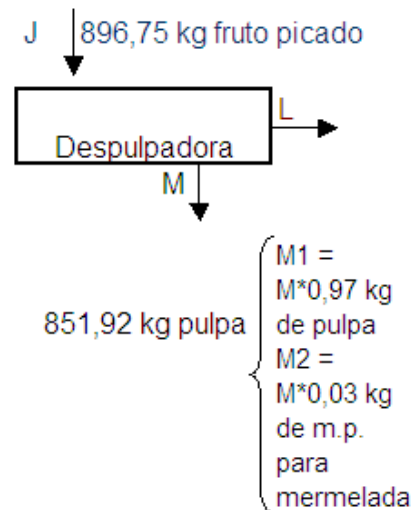 J 896,75 kg fruto picado
L
Despulpadora
M
851,92 kg pulpa
M1 =
M*0,97 kg
de pulpa
M2 =
M*0,03 kg
de m.p.
para
mermelada